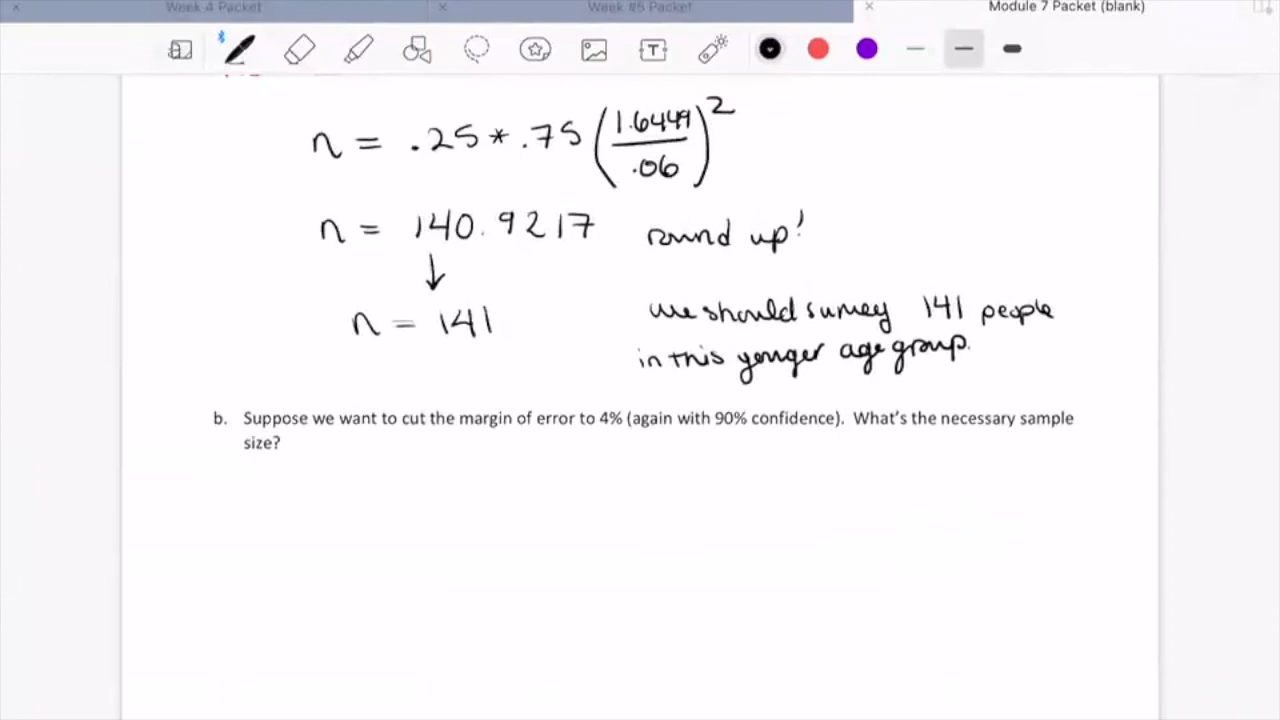 Week 4 Packet
Week #5 Packet
Module 7 Packet (blank)
n = .25 * .75 (1.6449/.06)²
n = 140.9217 round up!
n = 141
we should survey 141 people
in this younger age group.
b. Suppose we want to cut the margin of error to 4% (again with 90% confidence). What's the necessary sample
size?